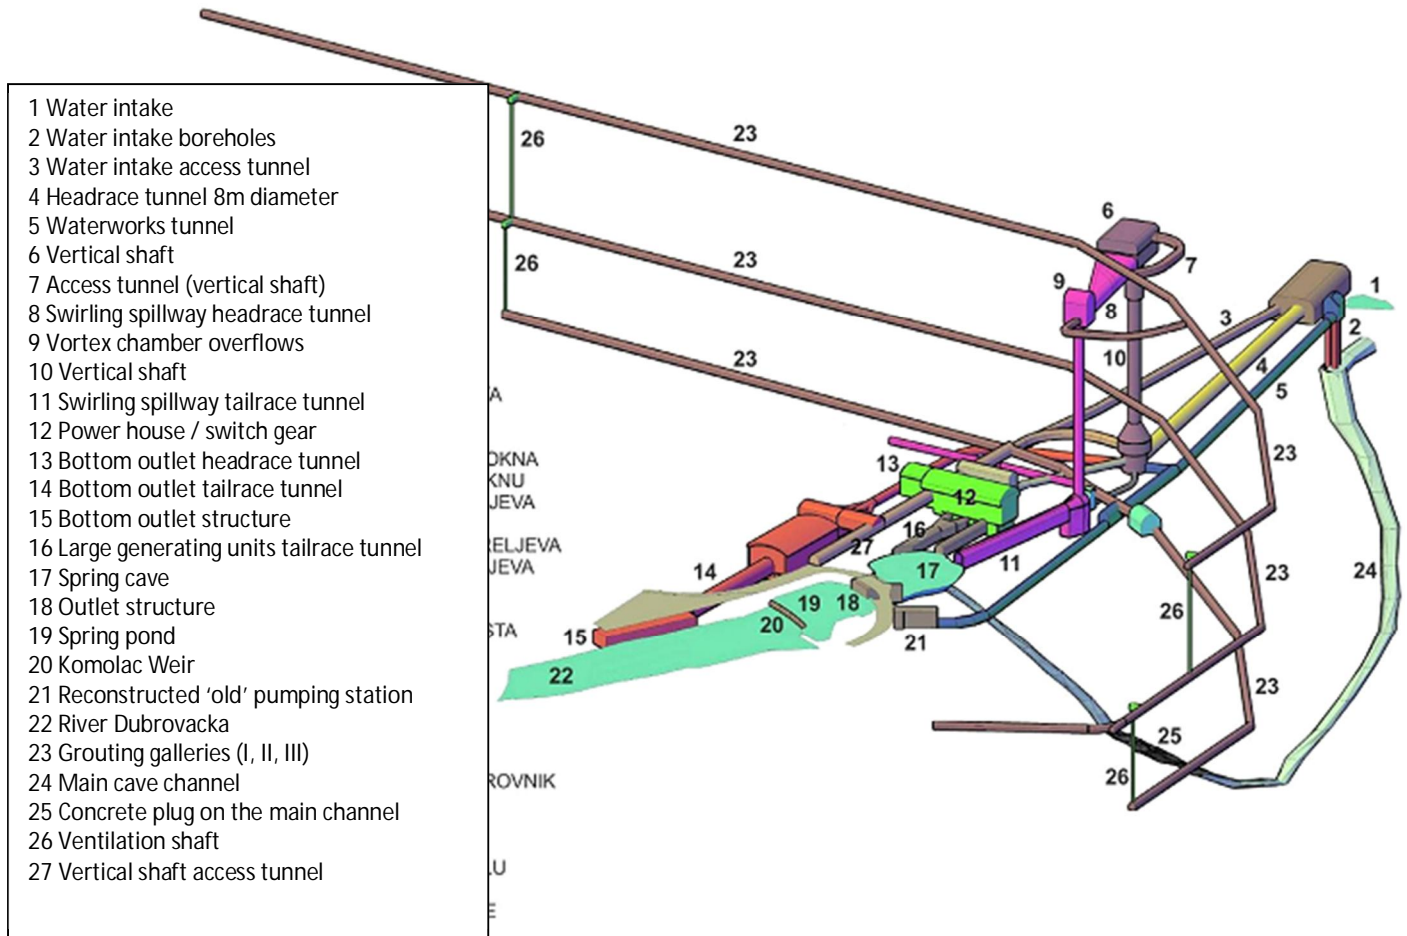 1 Water intake
2 Water intake boreholes
3 Water intake access tunnel
4 Headrace tunnel 8m diameter
5 Waterworks tunnel
6 Vertical shaft
7 Access tunnel (vertical shaft)
8 Swirling spillway headrace tunnel
9 Vortex chamber overflows
10 Vertical shaft
11 Swirling spillway tailrace tunnel
12 Power house / switch gear
13 Bottom outlet headrace tunnel
14 Bottom outlet tailrace tunnel
15 Bottom outlet structure
16 Large generating units tailrace tunnel
17 Spring cave
18 Outlet structure
19 Spring pond
20 Komolac Weir
21 Reconstructed ‘old’ pumping station
22 River Dubrovacka
23 Grouting galleries (I, II, III)
24 Main cave channel
25 Concrete plug on the main channel
26 Ventilation shaft
27 Vertical shaft access tunnel
23
26
6
23
26
7
9
1
8
3
2
10
23
4
5
23
13
12
16
27
11
17
14
23
24
19
18
26
20
15
21
22
23
25
26